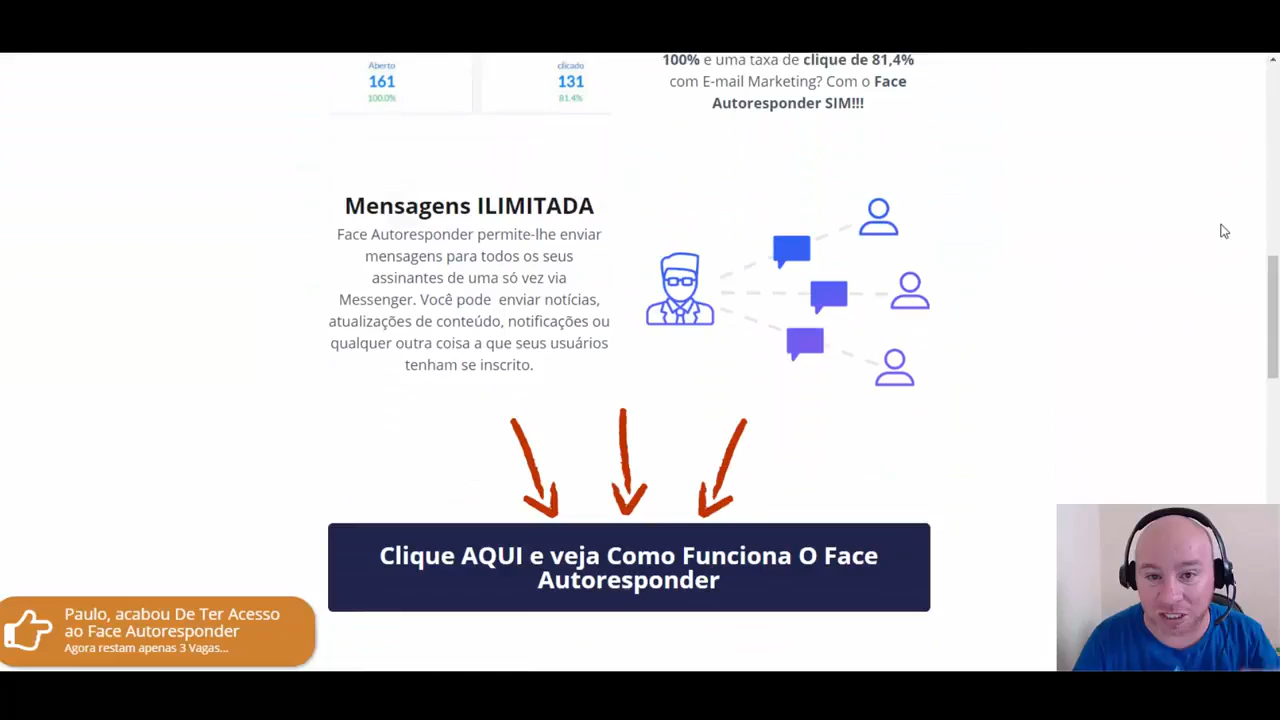 Aberto
161
100.0%
clicado
131
81.4%
100% e uma taxa de clique de 81,4%
com E-mail Marketing? Com o Face
Autoresponder SIM!!!
Mensagens ILIMITADA
Face Autoresponder permite-lhe enviar
mensagens para todos os seus
assinantes de uma só vez via
Messenger. Você pode  enviar notícias,
atualizações de conteúdo, notificações ou
qualquer outra coisa a que seus usuários
tenham se inscrito.
Clique AQUI e veja Como Funciona O Face
Autoresponder
Paulo, acabou De Ter Acesso
ao Face Autoresponder
Agora restam apenas 3 Vagas...